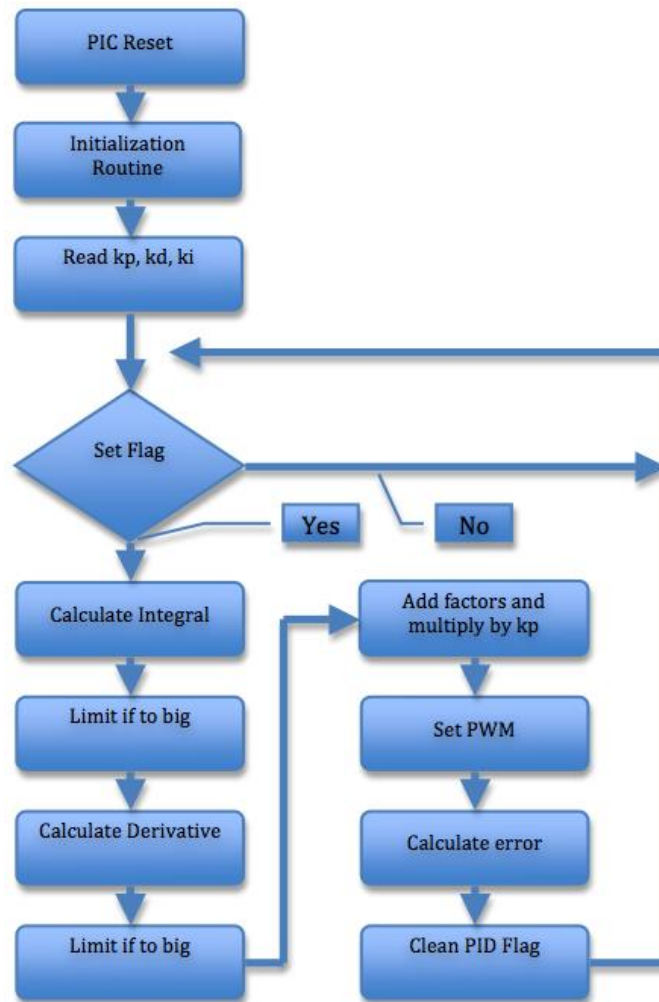 PIC Reset
Initialization
Routine
Read kp, kd, ki
Set Flag
Yes
No
Calculate Integral
Limit if to big
Calculate Derivative
Limit if to big
Add factors and
multiply by kp
Set PWM
Calculate error
Clean PID Flag